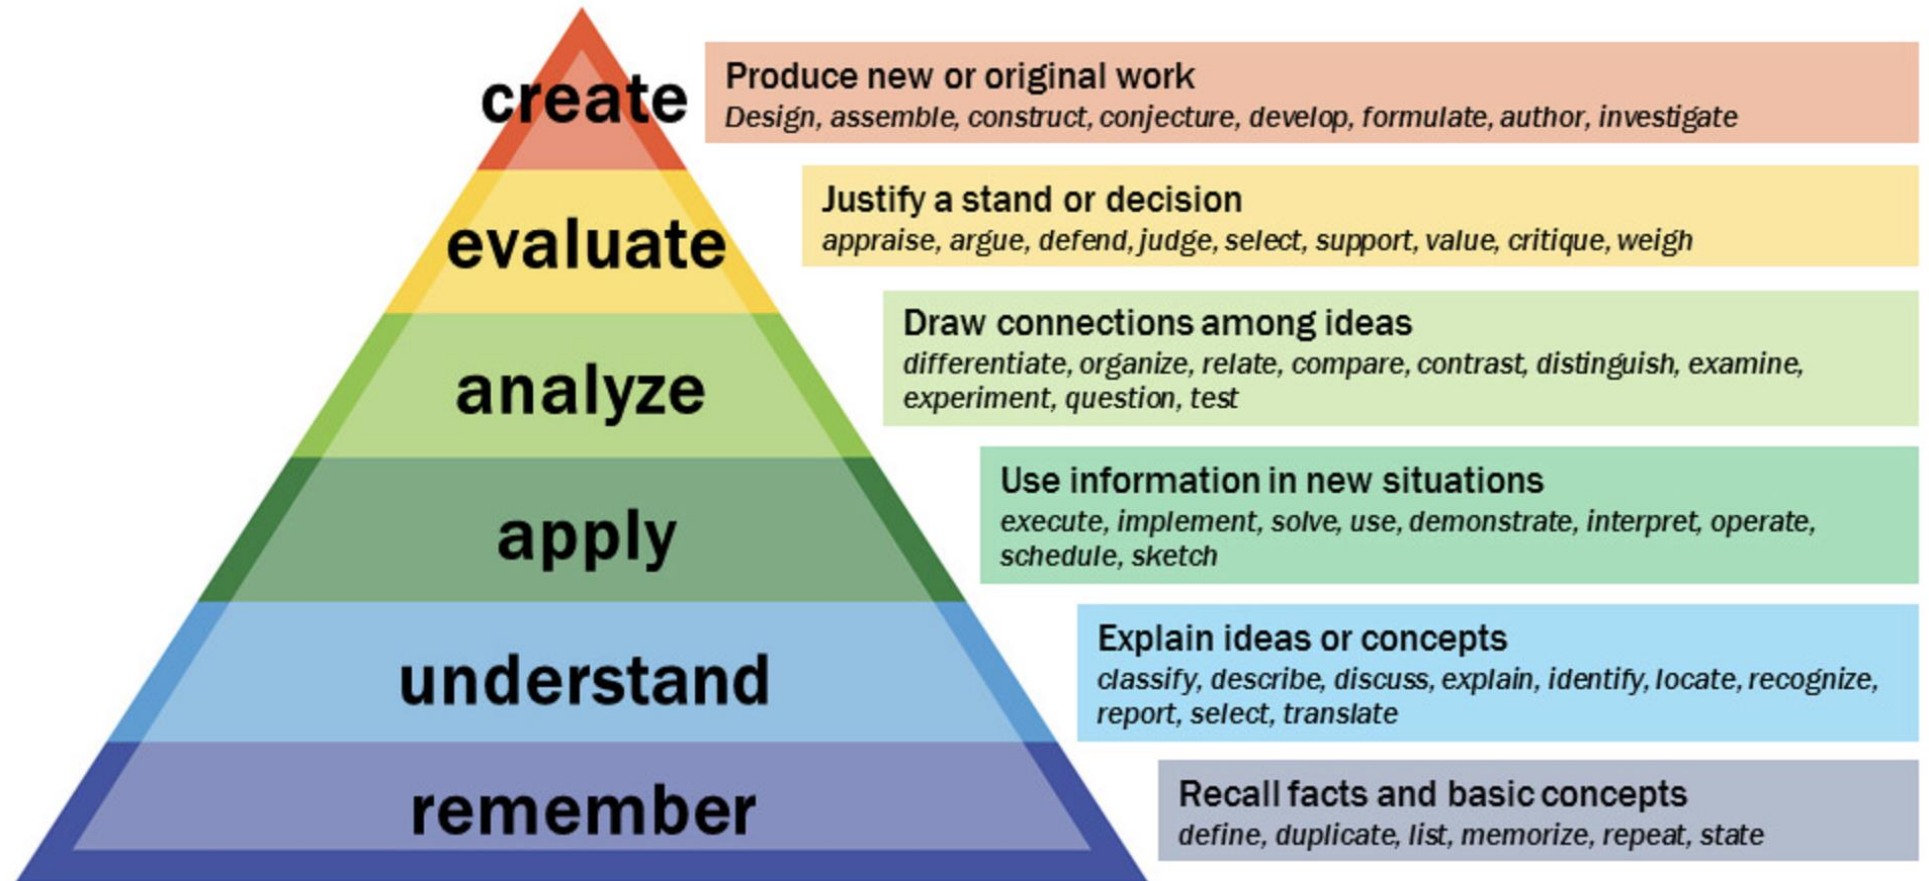 create
Produce new or original work
Design, assemble, construct, conjecture, develop, formulate, author, investigate
evaluate
Justify a stand or decision
appraise, argue, defend, judge, select, support, value, critique, weigh
analyze
Draw connections among ideas
differentiate, organize, relate, compare, contrast, distinguish, examine,
experiment, question, test
apply
Use information in new situations
execute, implement, solve, use, demonstrate, interpret, operate,
schedule, sketch
understand
Explain ideas or concepts
classify, describe, discuss, explain, identify, locate, recognize,
report, select, translate
remember
Recall facts and basic concepts
define, duplicate, list, memorize, repeat, state